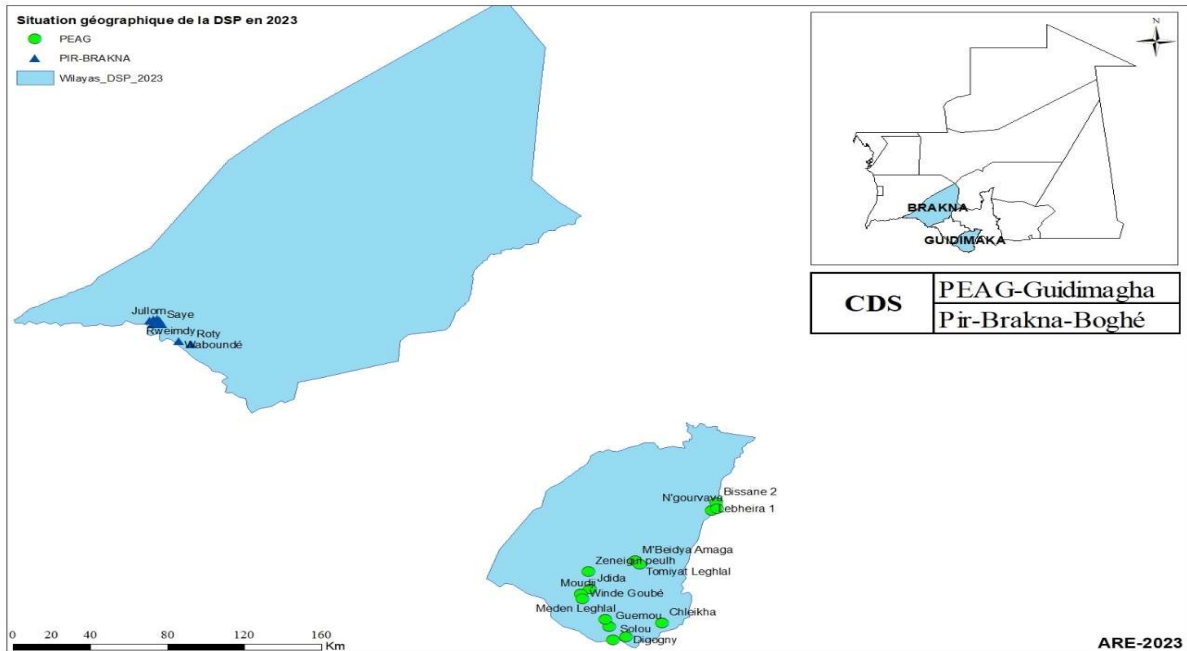 Situation géographique de la DSP en 2023
PEAG
PIR-BRAKNA
Wilayas_DSP_2023
N
BRAKNA
GUIDIMAKA
CDS
PEAG-Guidimagha
Pir-Brakna-Boghé
Jullom
Saye
Rweimdy
Roty
Waboundé
Bissane 2
N'gourvava
Lebheira 1
M'Beidya Amaga
Zeneigui peulh
Tomiyat Leghlal
Jdida
Moudji
Winde Goubé
Meden Leghlal
Guemou
Chleikha
Solou
Digogny
0 20 40 80 120 160
Km
ARE-2023